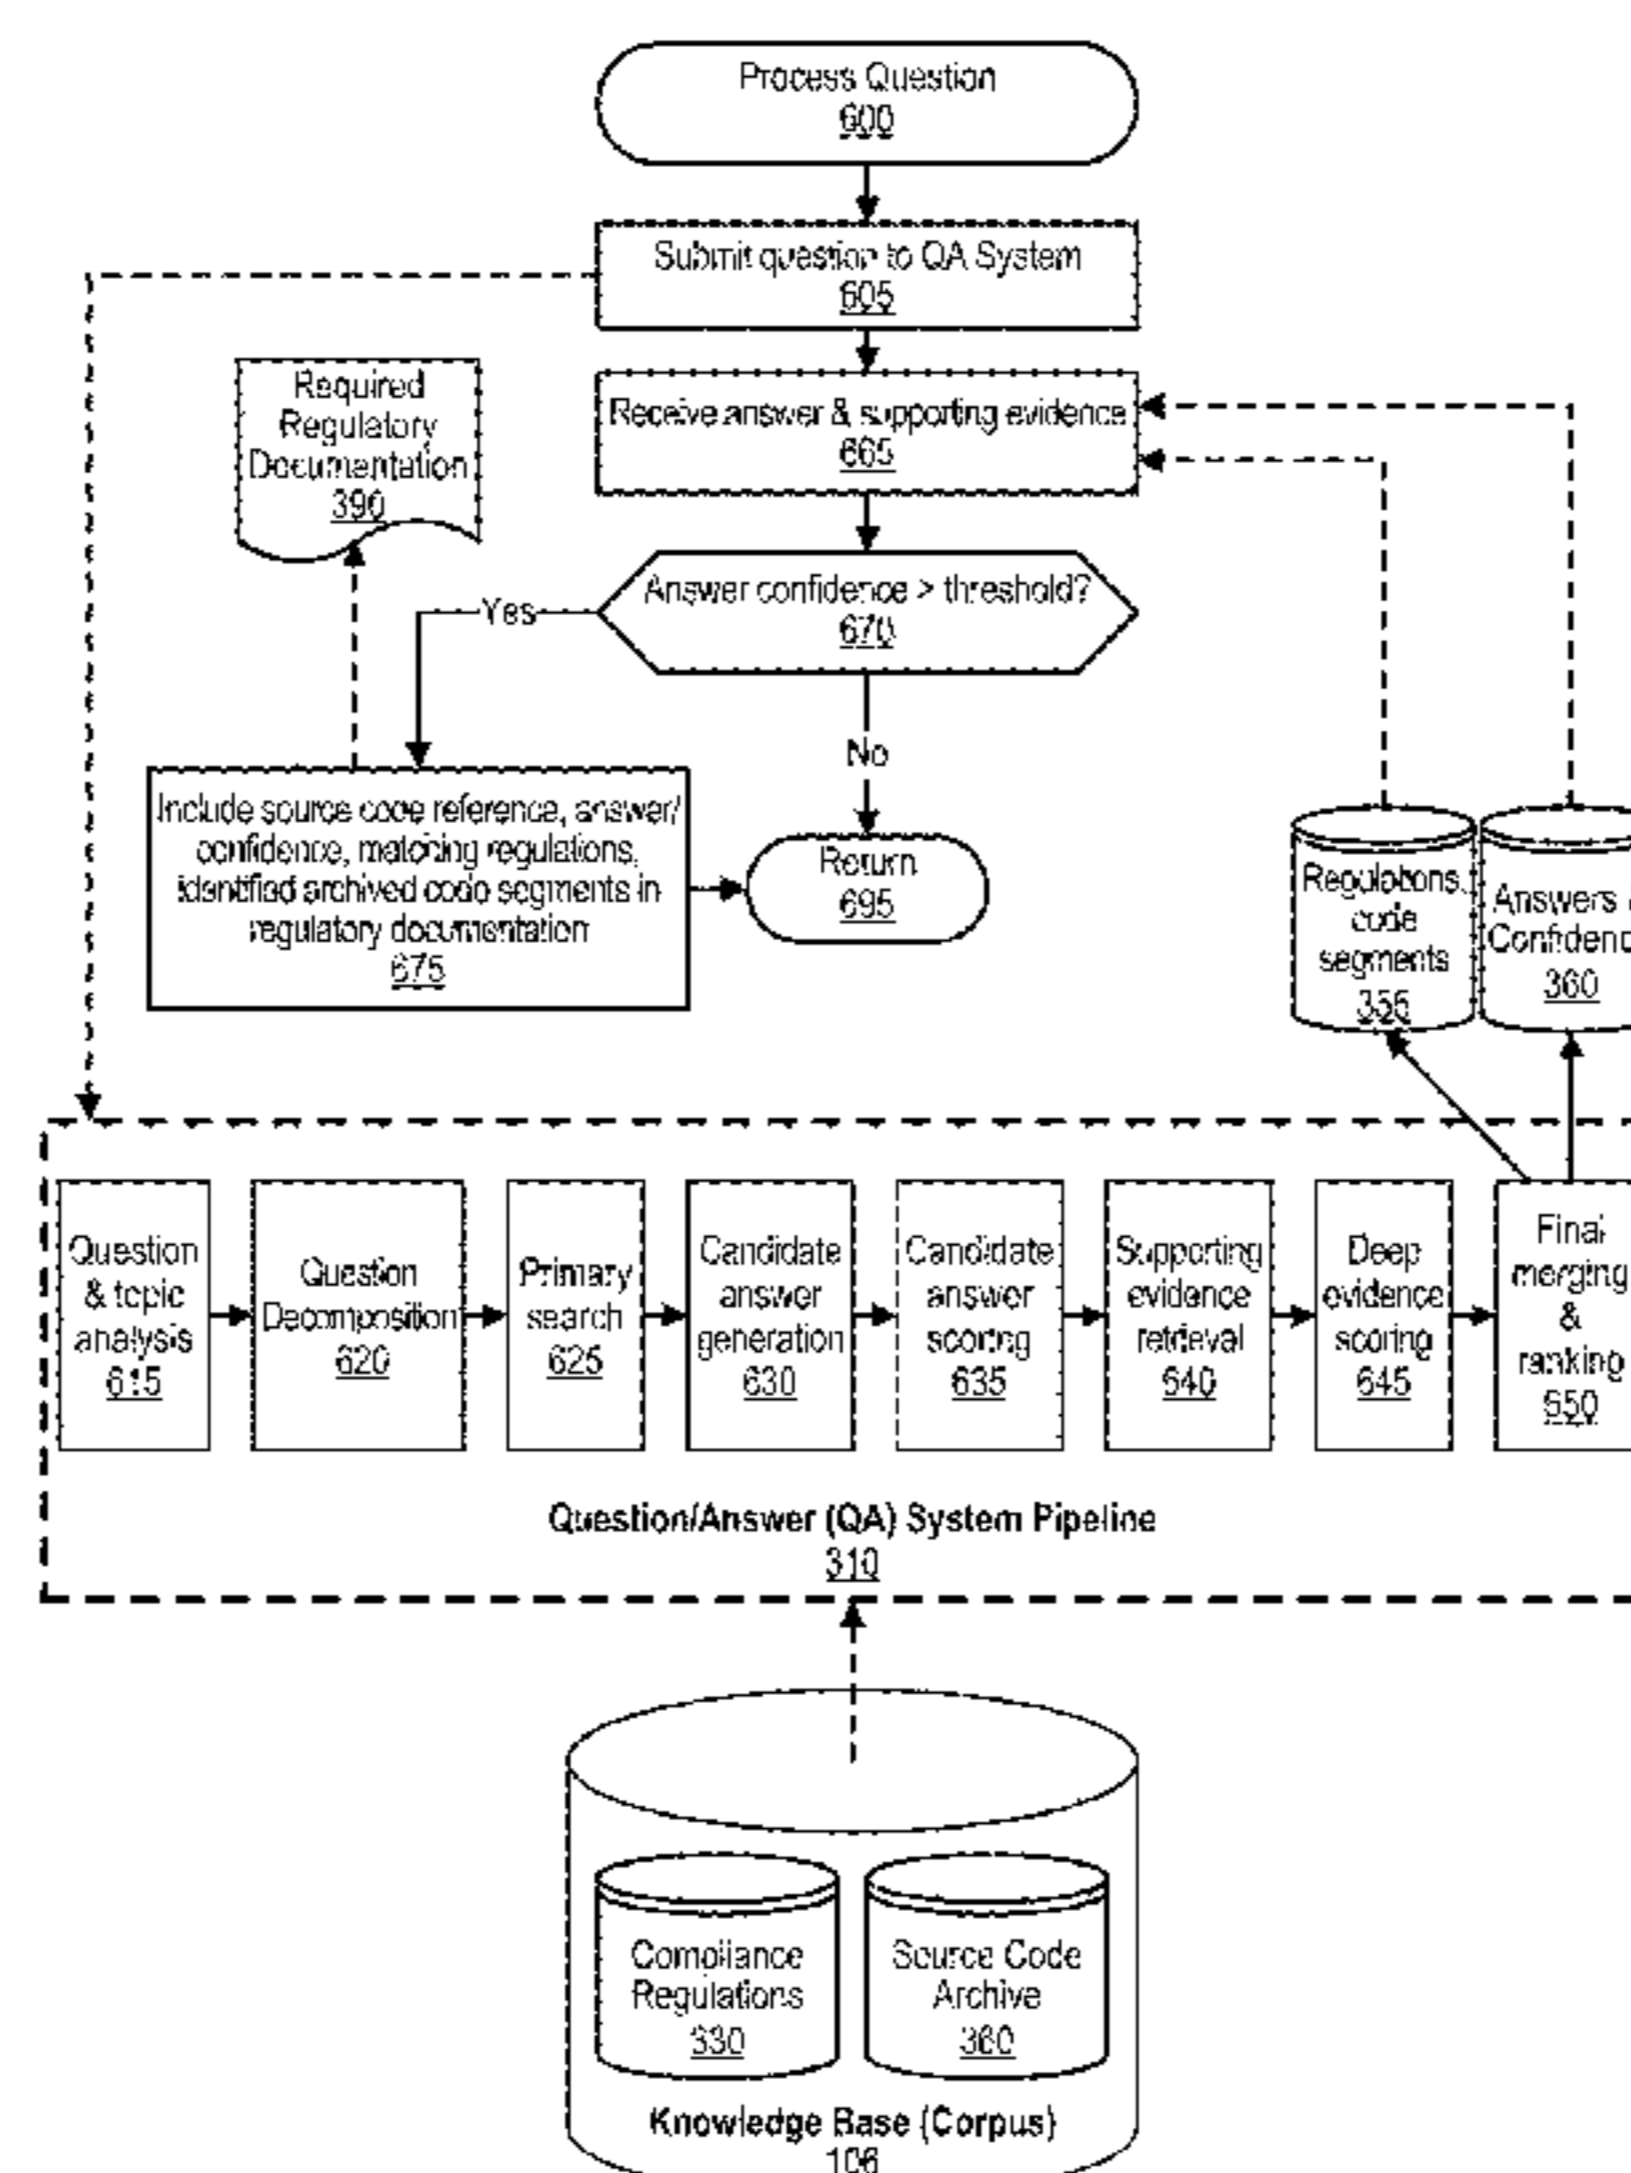 Process Question
600
Submit question to QA System
605
Receive answer & supporting evidence
665
Required
Regulatory
Documentation
390
Answer confidence > threshold?
670
Yes
No
Include source code reference, answer/
confidence, matching regulations,
identified archived code segments in
regulatory documentation
675
Return
695
Regulations,
code
segments
355
Answers
Confidenc
360
Question
& topic
analysis
615
Question
Decomposition
620
Primary
search
625
Candidate
answer
generation
630
Candidate
answer
scoring
635
Supporting
evidence
retrieval
640
Deep
evidence
scoring
645
Final
merging
&
ranking
650
Question/Answer (QA) System Pipeline
310
Compliance
Regulations
330
Source Code
Archive
Knowledge Base (Corpus)
106